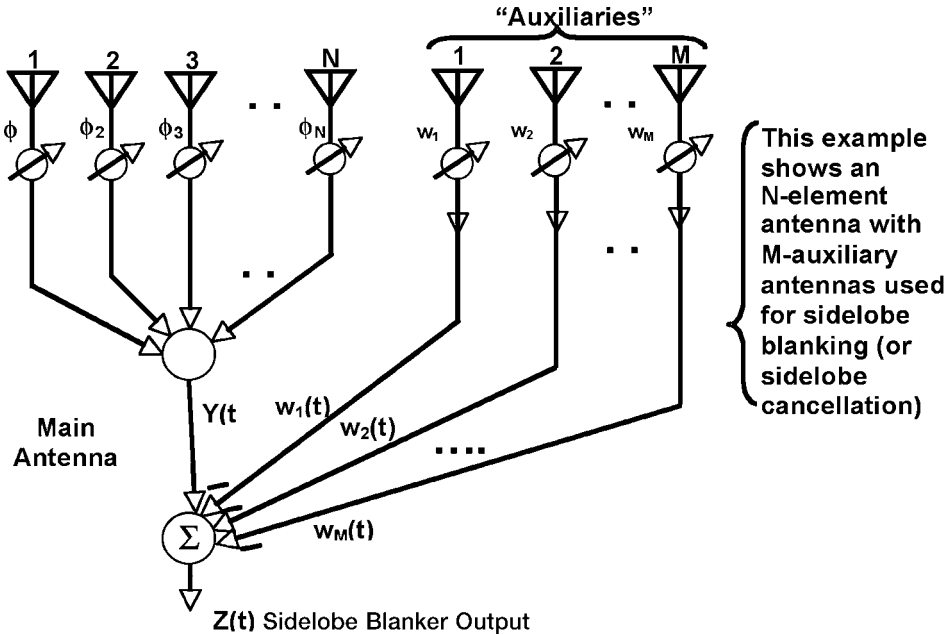 “Auxiliaries”
1 2 3 .. N 1 2 .. M
ϕ ϕ2 ϕ3 ϕN w1 w2 wM
This example
shows an
N-element
antenna with
M-auxiliary
antennas used
for sidelobe
blanking (or
sidelobe
cancellation)
.. ..
Y(t
w1(t)
w2(t)
....
wM(t)
Main
Antenna
Σ
Z(t) Sidelobe Blanker Output